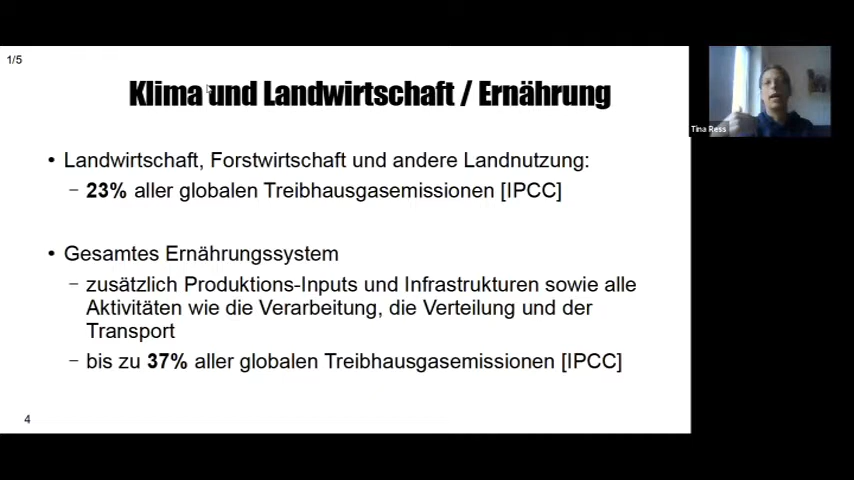 1/5
Klima und Landwirtschaft / Ernährung
• Landwirtschaft, Forstwirtschaft und andere Landnutzung:
– 23% aller globalen Treibhausgasemissionen [IPCC]
• Gesamtes Ernährungssystem
– zusätzlich Produktions-Inputs und Infrastrukturen sowie alle
Aktivitäten wie die Verarbeitung, die Verteilung und der
Transport
– bis zu 37% aller globalen Treibhausgasemissionen [IPCC]
4
Tina Ress